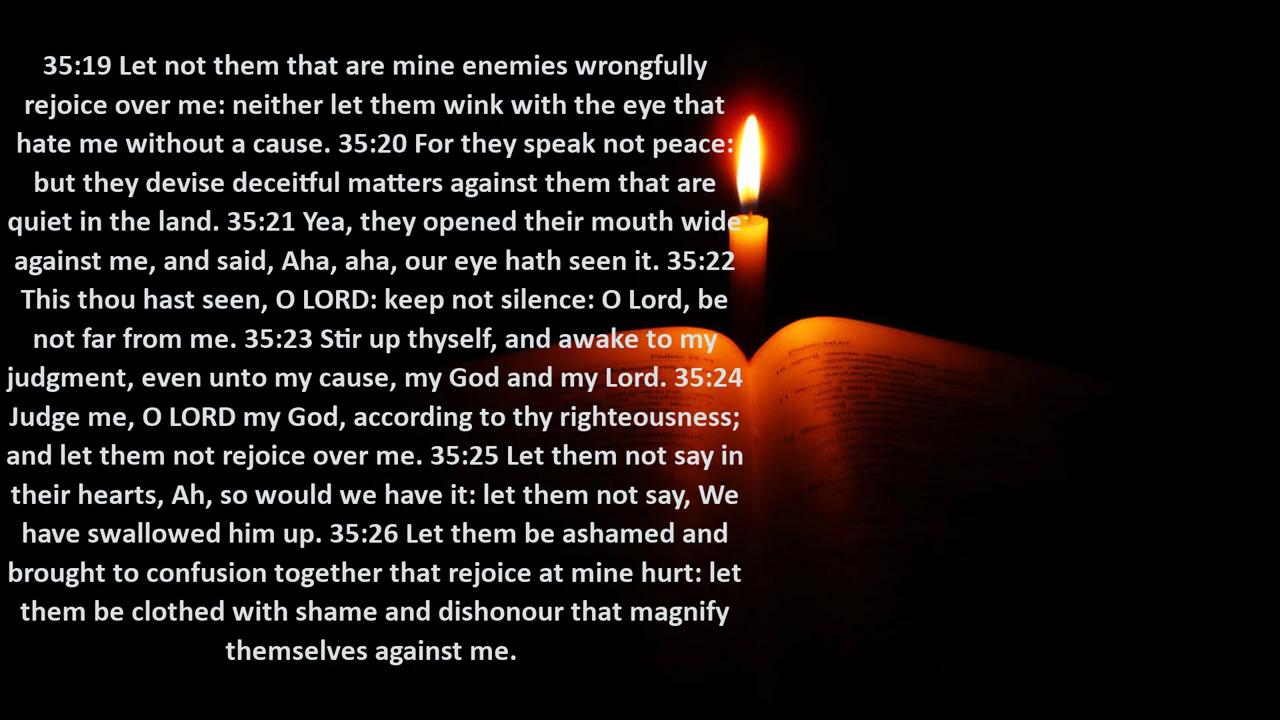 35:19 Let not them that are mine enemies wrongfully
rejoice over me: neither let them wink with the eye that
hate me without a cause. 35:20 For they speak not peace:
but they devise deceitful matters against them that are
quiet in the land. 35:21 Yea, they opened their mouth wide
against me, and said, Aha, aha, our eye hath seen it. 35:22
This thou hast seen, O LORD: keep not silence: O Lord, be
not far from me. 35:23 Stir up thyself, and awake to my
judgment, even unto my cause, my God and my Lord. 35:24
Judge me, O LORD my God, according to thy righteousness;
and let them not rejoice over me. 35:25 Let them not say in
their hearts, Ah, so would we have it: let them not say, We
have swallowed him up. 35:26 Let them be ashamed and
brought to confusion together that rejoice at mine hurt: let
them be clothed with shame and dishonour that magnify
themselves against me.